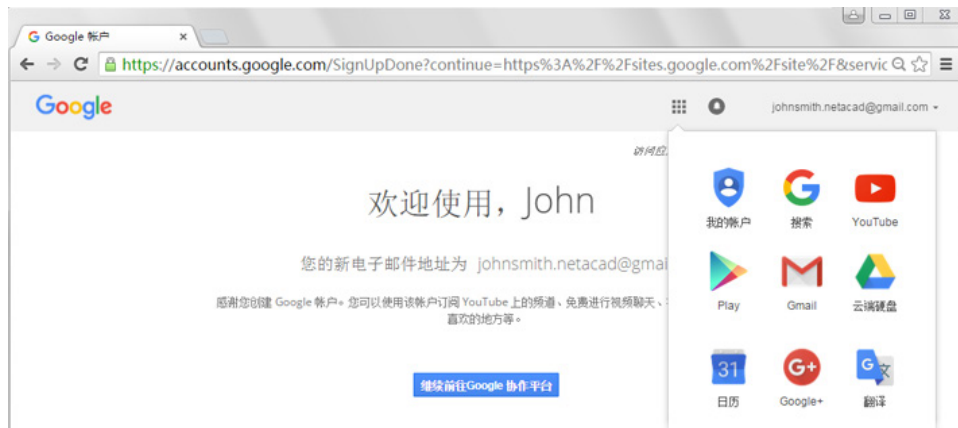 Google 帐户
https://accounts.google.com/SignUpDone?continue=https%3A%2F%2Fsites.google.com%2Fsite%2F&servic
Google
johnsmith.netacad@gmail.com
访问应
欢迎使用，John
您的新电子邮件地址为 johnsmith.netacad@gmai
感谢您创建 Google 帐户。您可以使用该帐户订阅 YouTube 上的频道、免费进行视频聊天、
喜欢的地方等。
继续前往Google 协作平台
我的帐户 搜索 YouTube
Play Gmail 云端硬盘
31
日历 Google+ 翻译